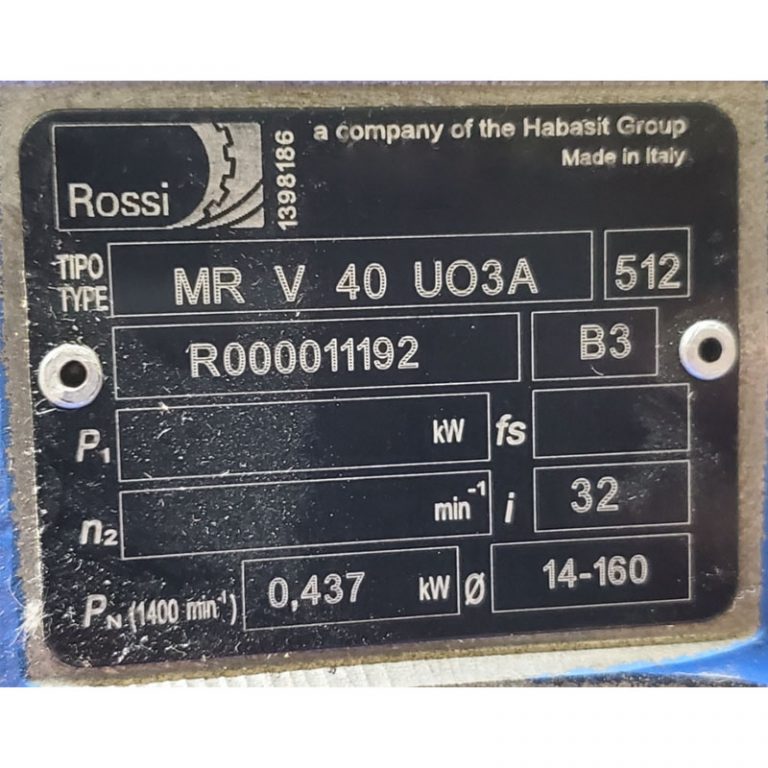 Rossi
1398186
a company of the Habasit Group
Made in Italy
TIPO
TYPE
MR V 40 UO3A
512
R000011192
B3
P₁ kW fs
n₂ min⁻¹ i 32
Pɴ (1400 min⁻¹) 0,437 kW Ø 14-160